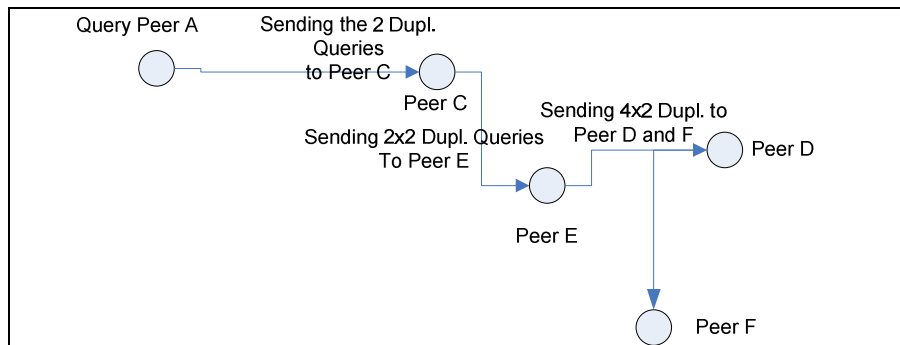 Query Peer A
Sending the 2 Dupl.
Queries
to Peer C
Peer C
Sending 2x2 Dupl. Queries
To Peer E
Sending 4x2 Dupl. to
Peer D and F
Peer D
Peer E
Peer F